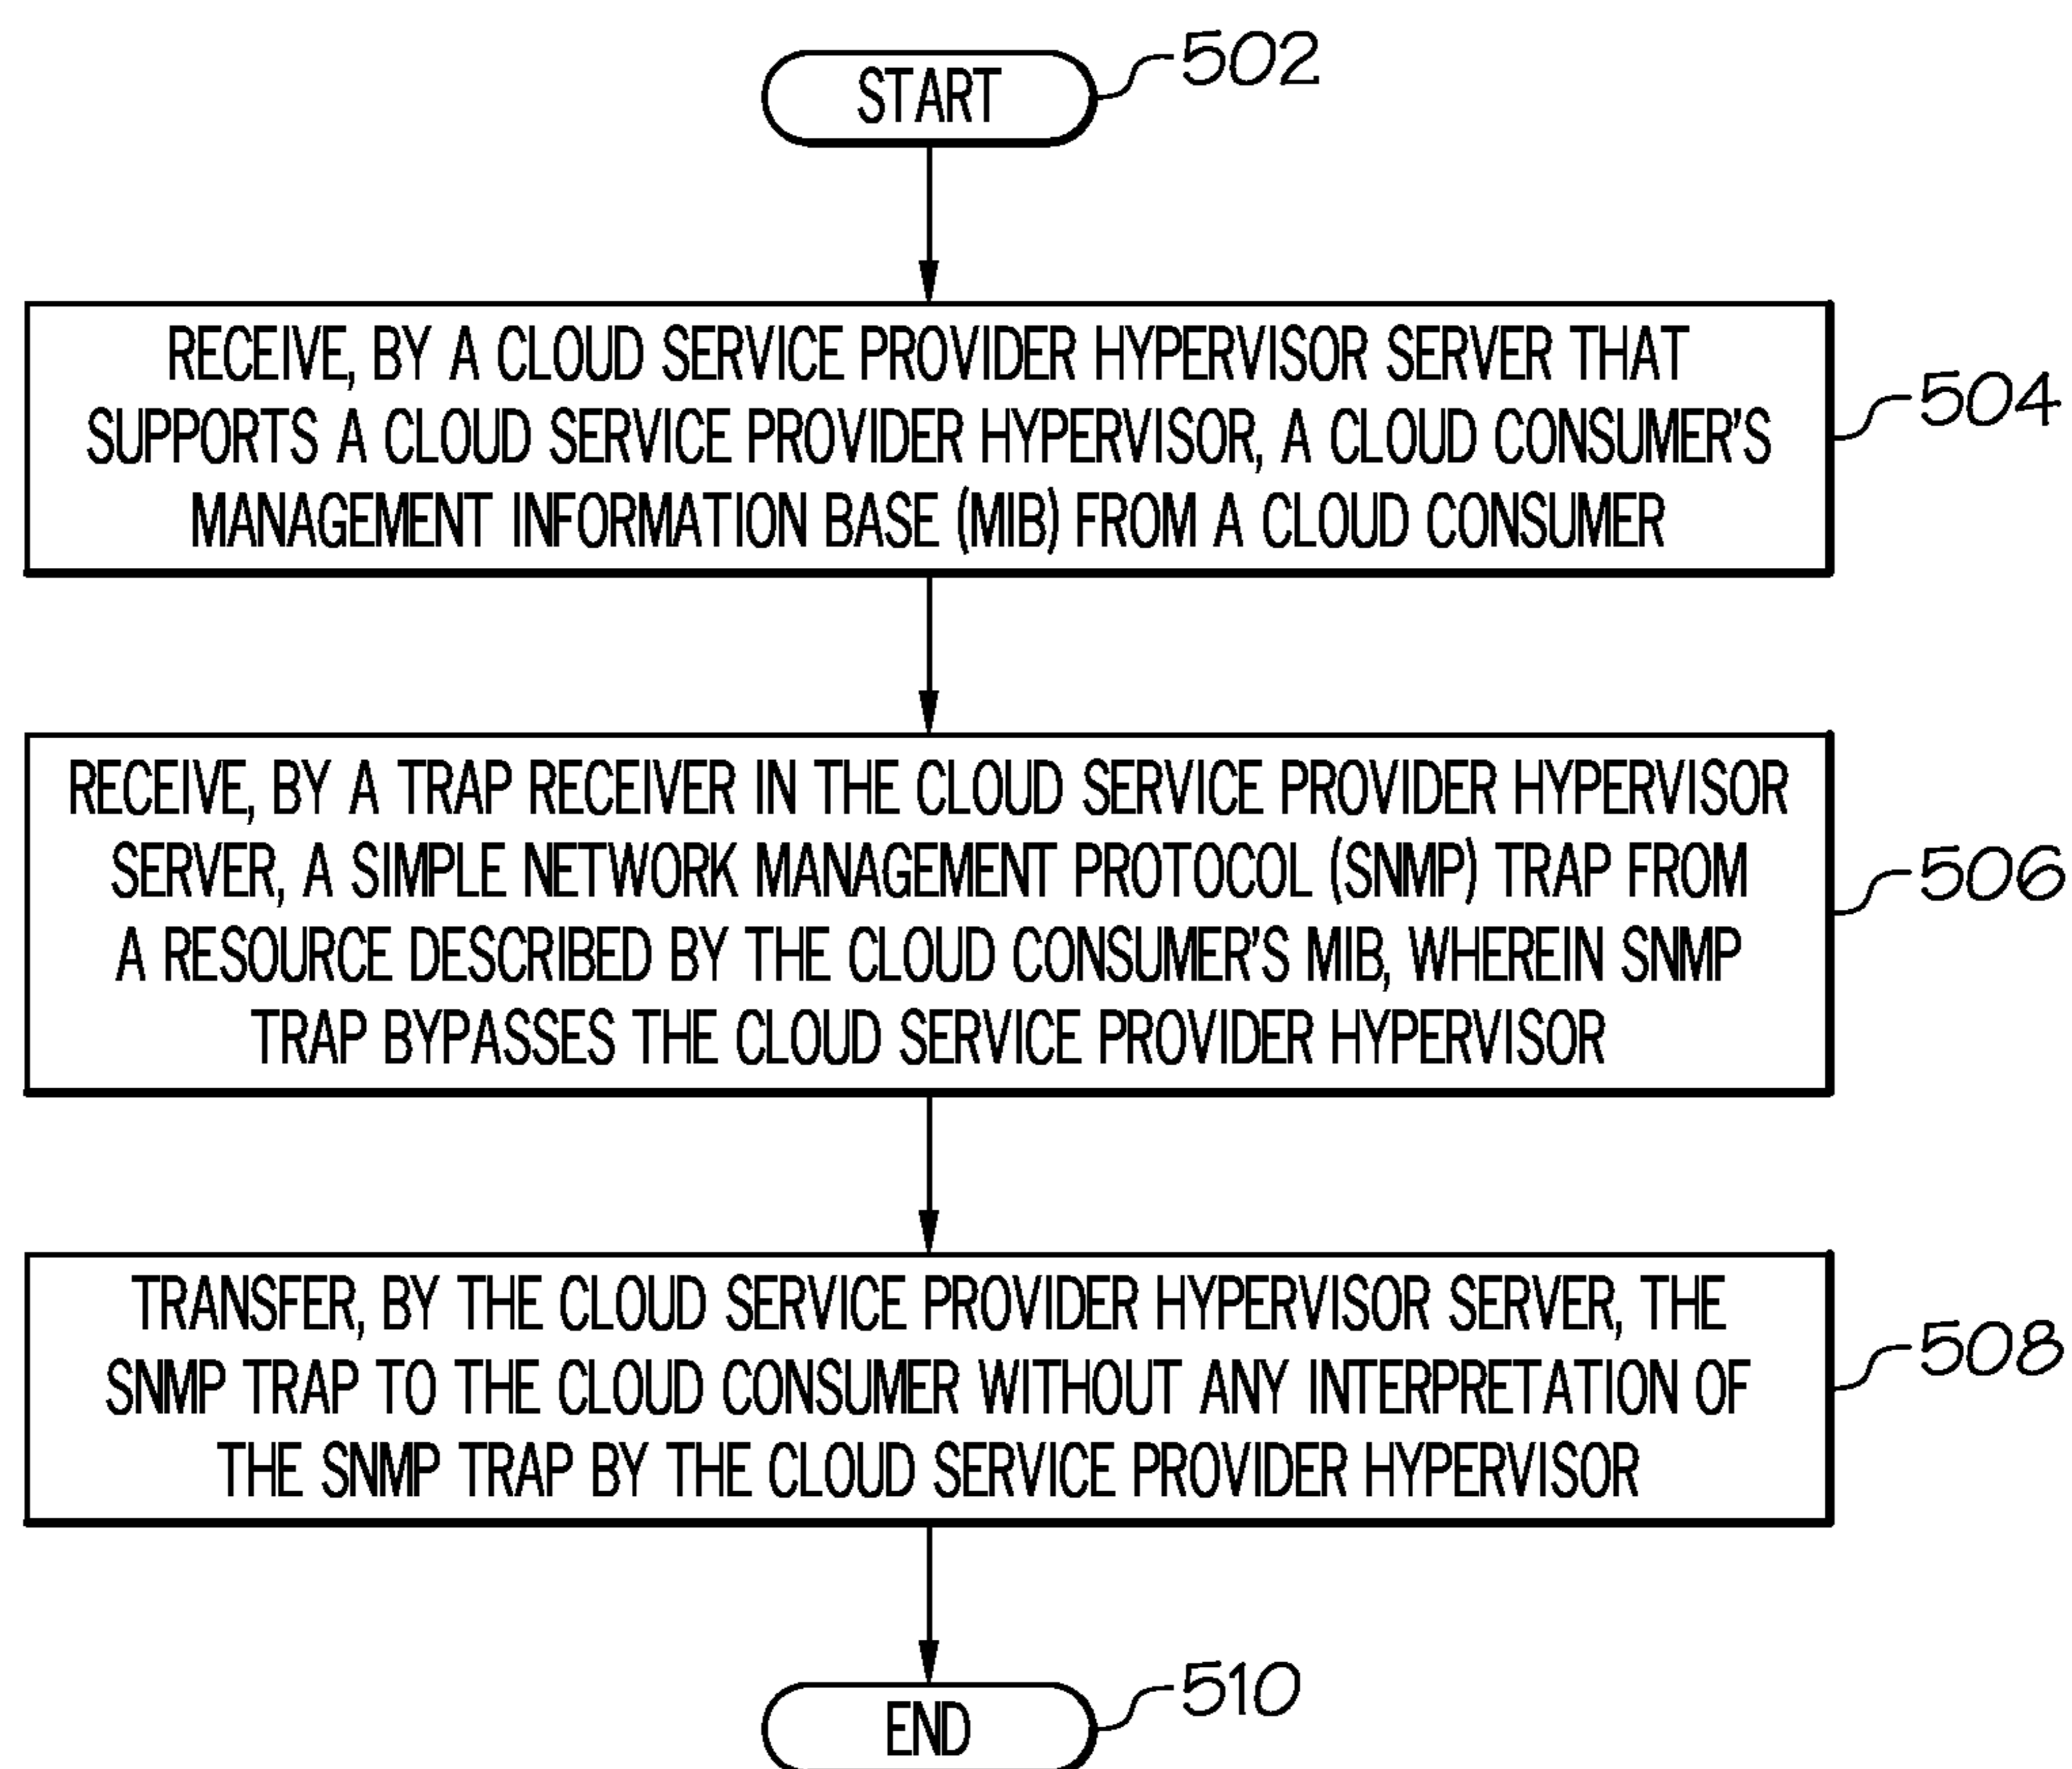 START
502
RECEIVE, BY A CLOUD SERVICE PROVIDER HYPERVISOR SERVER THAT
SUPPORTS A CLOUD SERVICE PROVIDER HYPERVISOR, A CLOUD CONSUMER'S
MANAGEMENT INFORMATION BASE (MIB) FROM A CLOUD CONSUMER
504
RECEIVE, BY A TRAP RECEIVER IN THE CLOUD SERVICE PROVIDER HYPERVISOR
SERVER, A SIMPLE NETWORK MANAGEMENT PROTOCOL (SNMP) TRAP FROM
A RESOURCE DESCRIBED BY THE CLOUD CONSUMER'S MIB, WHEREIN SNMP
TRAP BYPASSES THE CLOUD SERVICE PROVIDER HYPERVISOR
506
TRANSFER, BY THE CLOUD SERVICE PROVIDER HYPERVISOR SERVER, THE
SNMP TRAP TO THE CLOUD CONSUMER WITHOUT ANY INTERPRETATION OF
THE SNMP TRAP BY THE CLOUD SERVICE PROVIDER HYPERVISOR
508
END
510